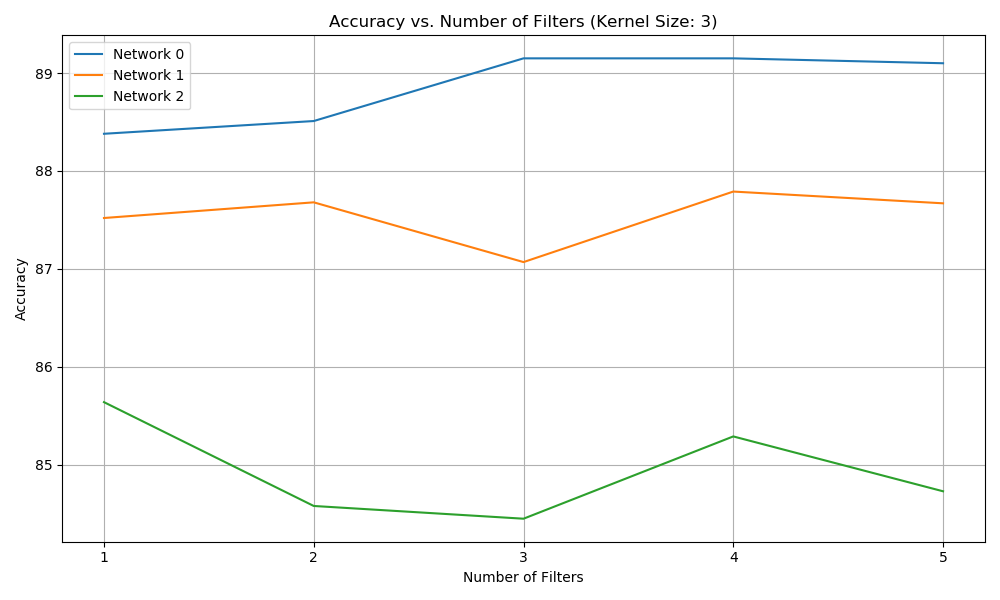 Accuracy vs. Number of Filters (Kernel Size: 3)
Network 0
Network 1
Network 2
89
88
87
86
85
Accuracy
1 2 3 4 5
Number of Filters